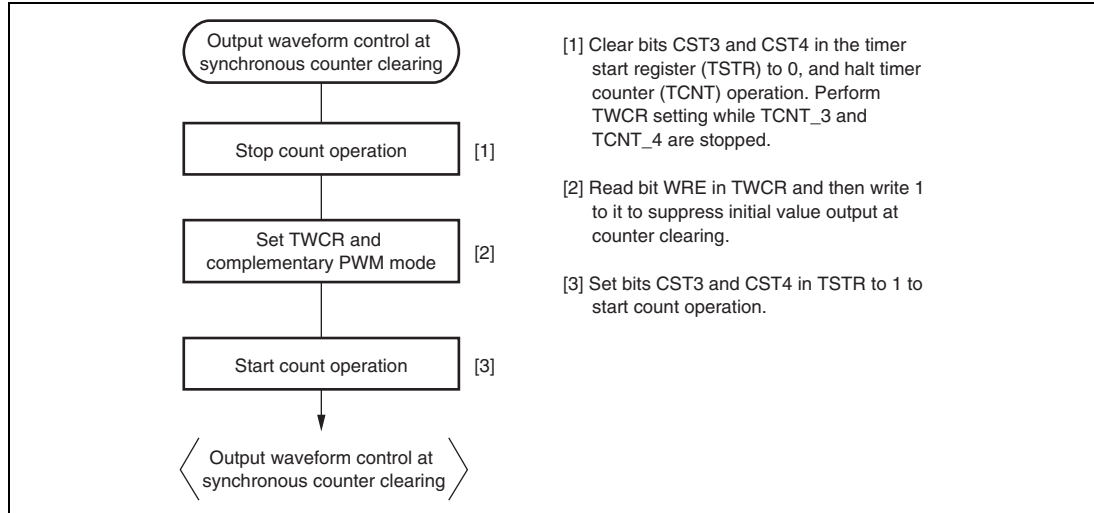 Output waveform control at
synchronous counter clearing
Stop count operation
[1]
Set TWCR and
complementary PWM mode
[2]
Start count operation
[3]
Output waveform control at
synchronous counter clearing
[1] Clear bits CST3 and CST4 in the timer
start register (TSTR) to 0, and halt timer
counter (TCNT) operation. Perform
TWCR setting while TCNT_3 and
TCNT_4 are stopped.
[2] Read bit WRE in TWCR and then write 1
to it to suppress initial value output at
counter clearing.
[3] Set bits CST3 and CST4 in TSTR to 1 to
start count operation.